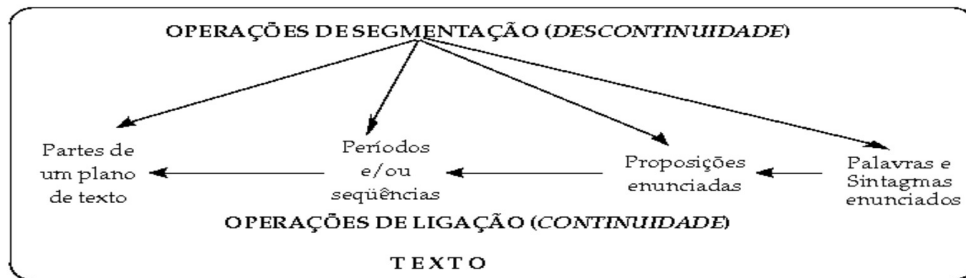 OPERAÇÕES DE SEGMENTAÇÃO (DESCONTINUIDADE)
Partes de
um plano
de texto
Períodos
e/ou
seqüências
Proposições
enunciadas
Palavras e
Sintagmas
enunciados
OPERAÇÕES DE LIGAÇÃO (CONTINUIDADE)
TEXTO